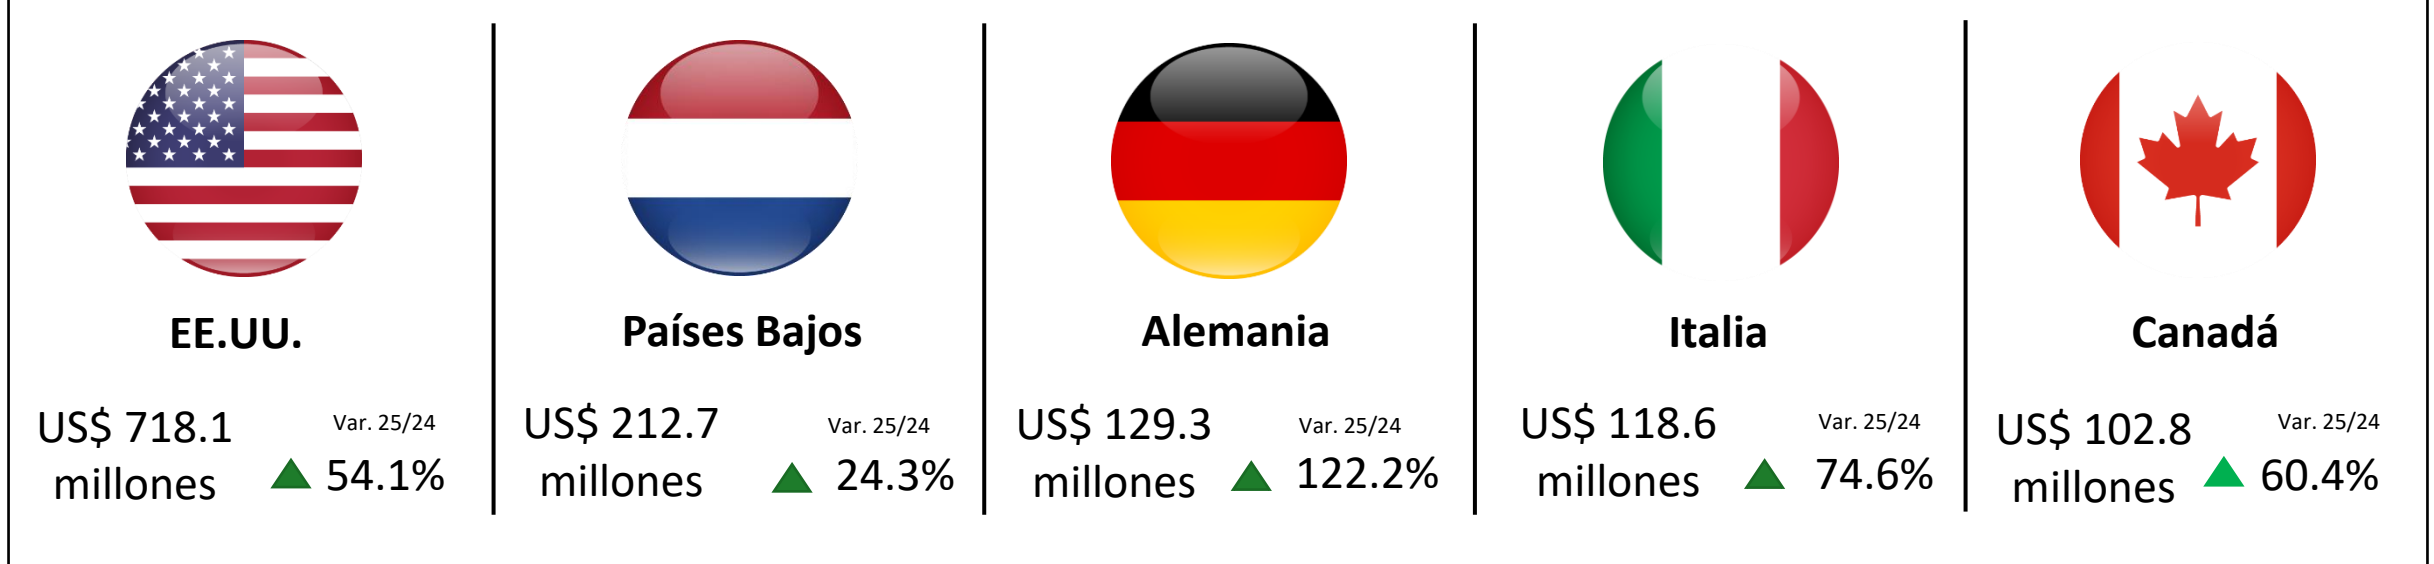 EE.UU.
US$ 718.1
millones
Var. 25/24
54.1%
Países Bajos
US$ 212.7
millones
Var. 25/24
24.3%
Alemania
US$ 129.3
millones
Var. 25/24
122.2%
Italia
US$ 118.6
millones
Var. 25/24
74.6%
Canadá
US$ 102.8
millones
Var. 25/24
60.4%